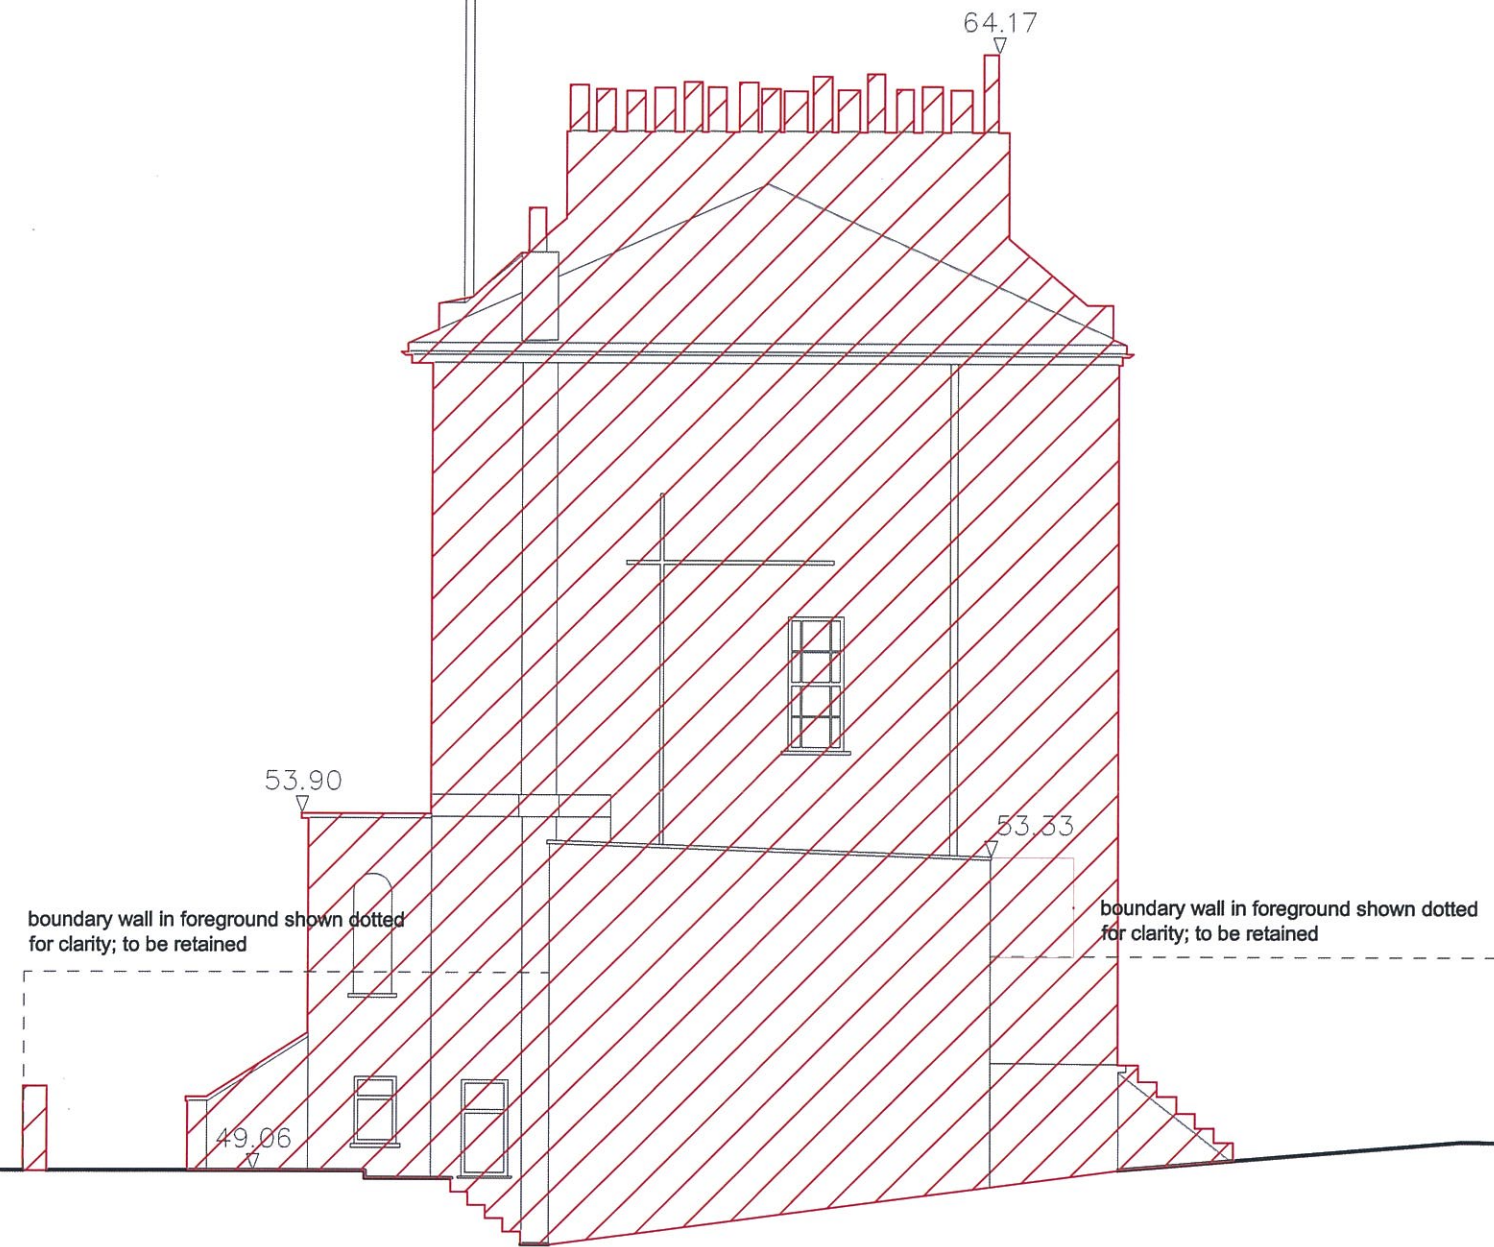 64.17
53.90
53.33
boundary wall in foreground shown dotted
for clarity; to be retained
boundary wall in foreground shown dotted
for clarity; to be retained
49.06